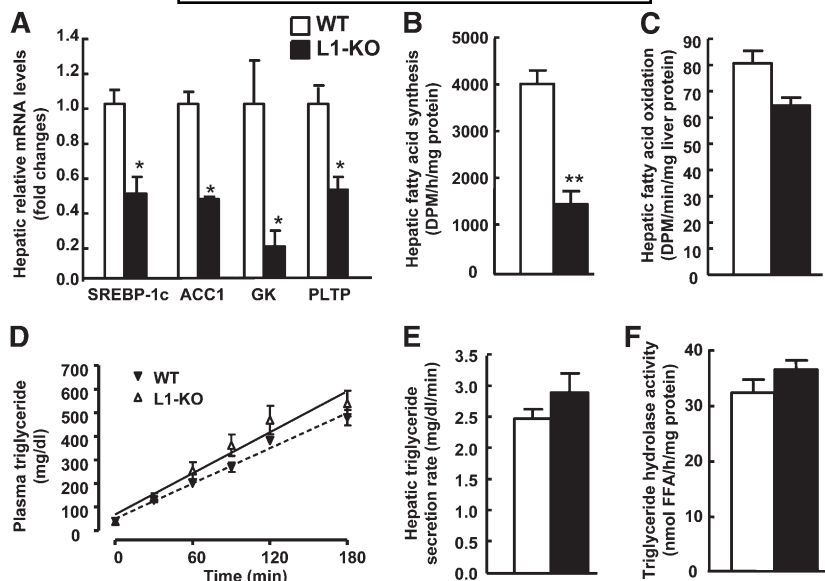 A
WT
L1-KO
Hepatic relative mRNA levels
(fold changes)
1.4
1.2
1.0
0.8
0.6
0.4
0.2
0.0
*
*
*
*
SREBP-1c ACC1 GK PLTP
B
Hepatic fatty acid synthesis
(DPM/h/mg protein)
5000
4000
3000
2000
1000
0
**
C
Hepatic fatty acid oxidation
(DPM/min/mg liver protein)
90
80
70
60
50
40
30
20
10
0
D
Plasma triglyceride
(mg/dl)
700
600
500
400
300
200
100
0
WT
L1-KO
0 60 120 180
Time (min)
E
Hepatic triglyceride
secretion rate (mg/dl/min)
3.5
3.0
2.5
2.0
1.5
1.0
0.5
0.0
F
Triglyceride hydrolase activity
(nmol FFA/h/mg protein)
40
30
20
10
0